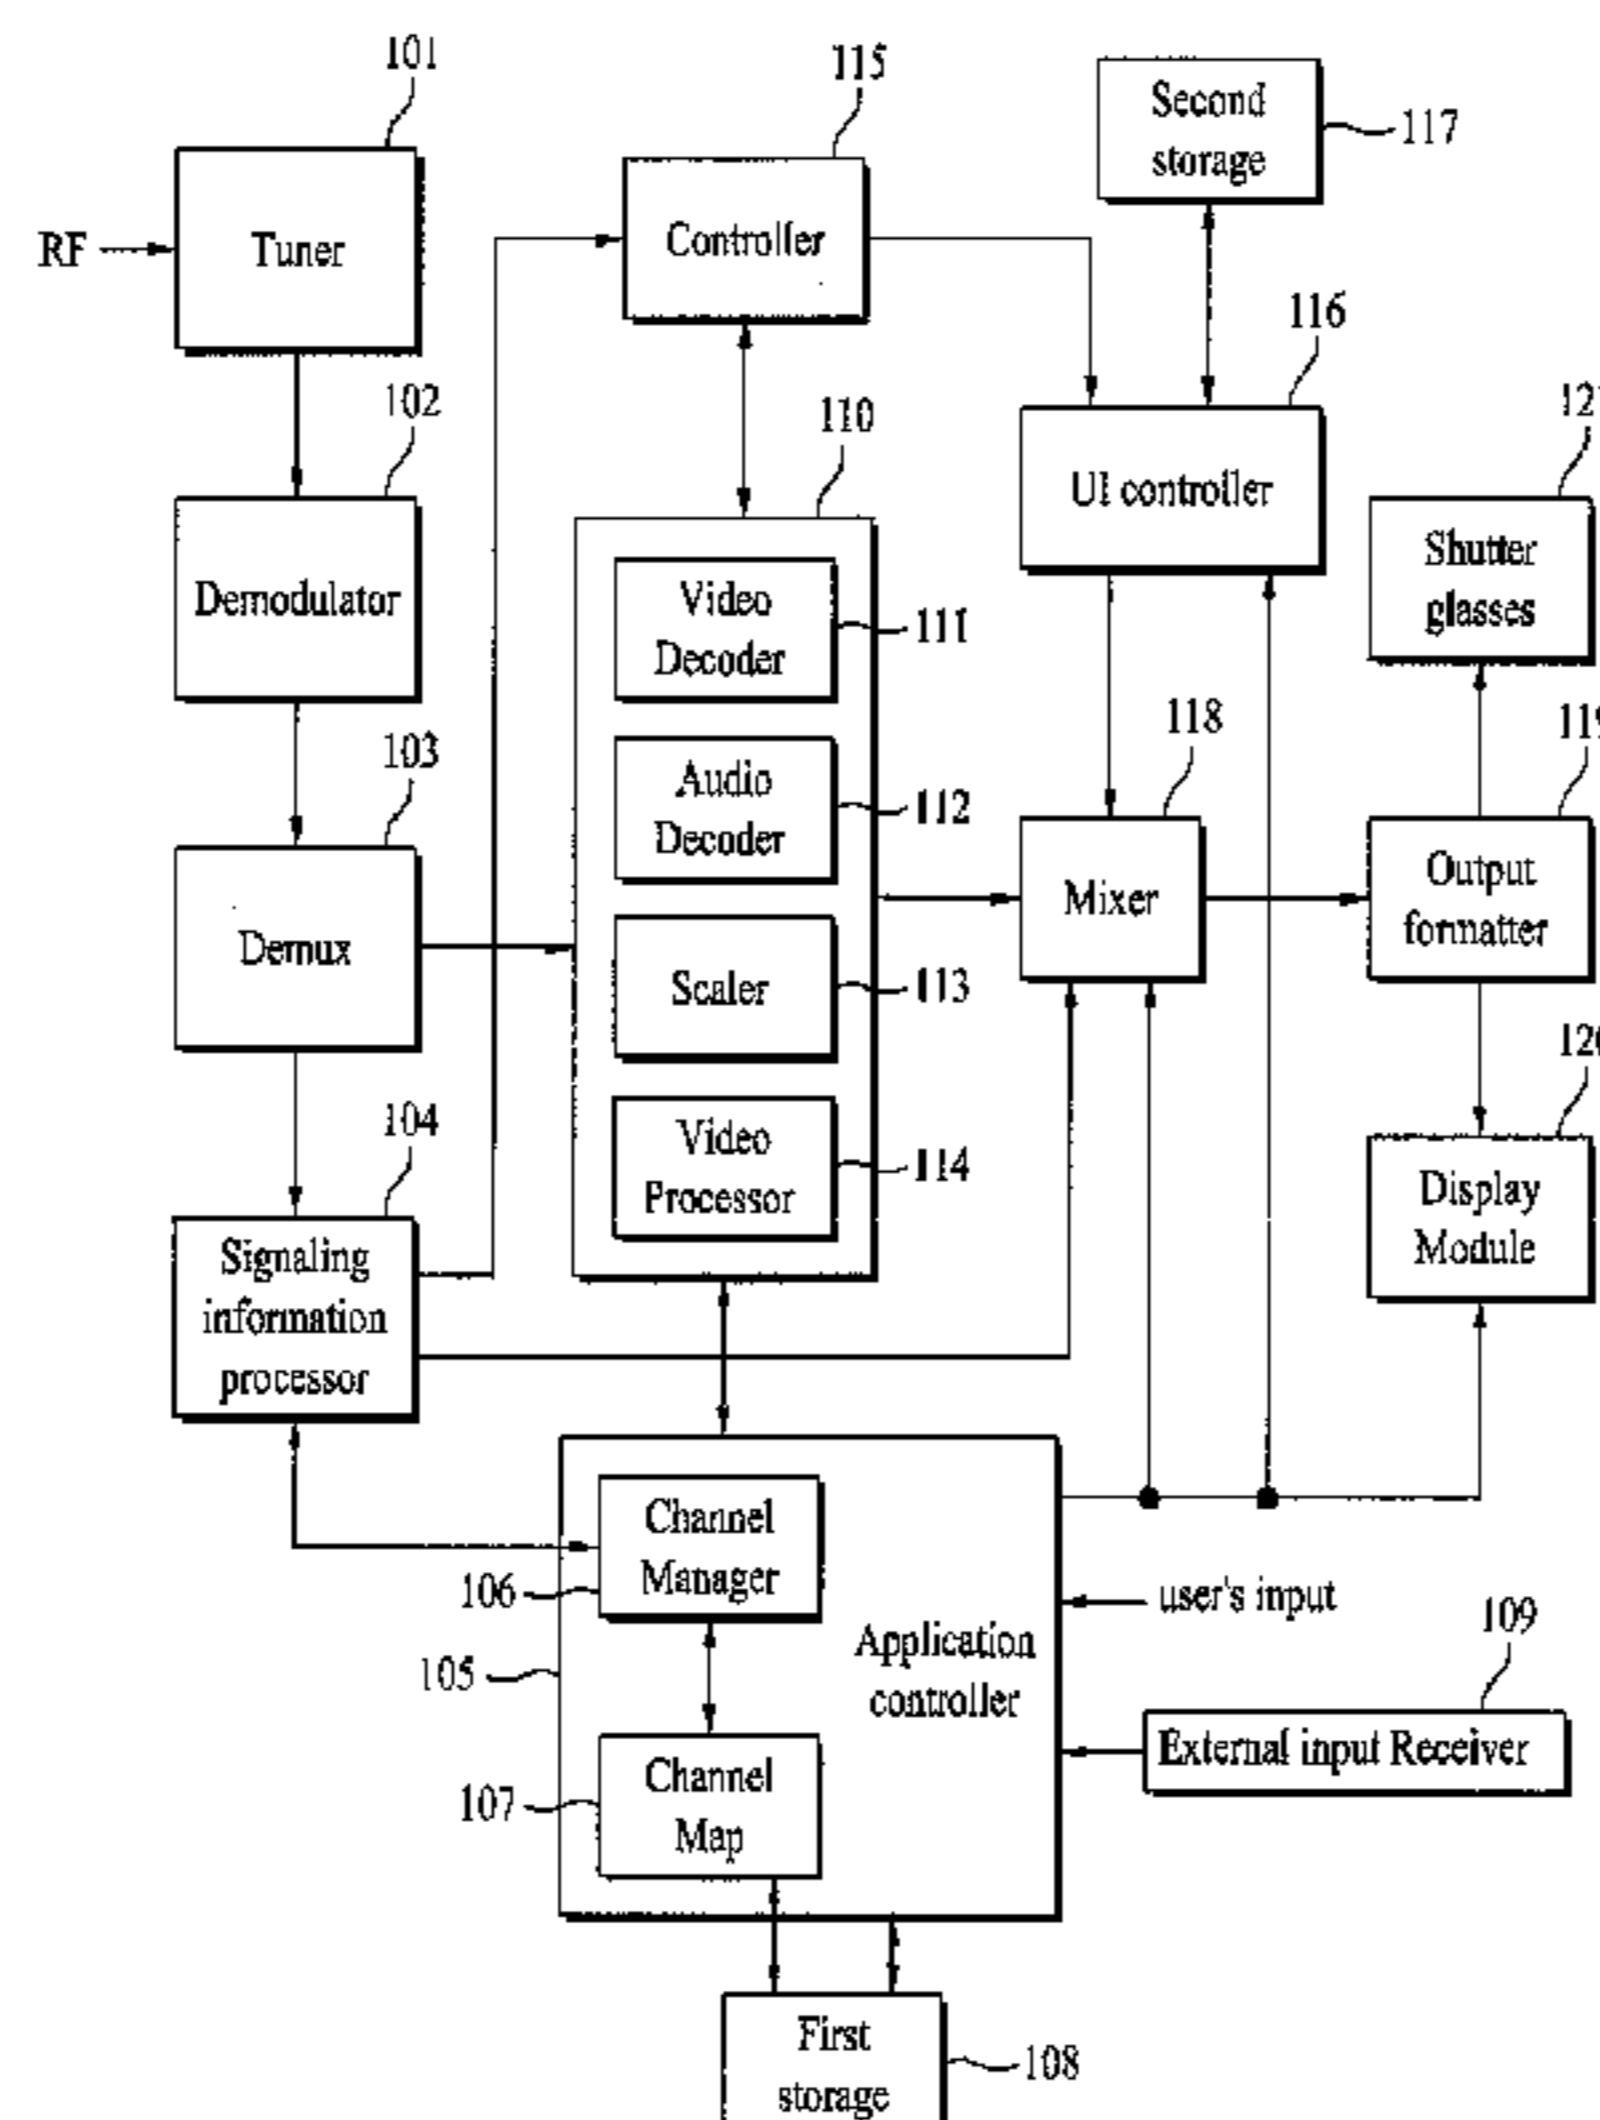 101
115
Second
storage
117
RF
Tuner
Controller
116
102
110
UI controller
Shutter
glasses
Demodulator
Video
Decoder
111
103
118
Audio
Decoder
112
Demux
Mixer
Output
formatter
Scaler
113
104
Video
Processor
114
Display
Module
Signaling
information
processor
Channel
Manager
106
user's input
109
105
Application
controller
External input Receiver
Channel
Map
107
First
storage
108